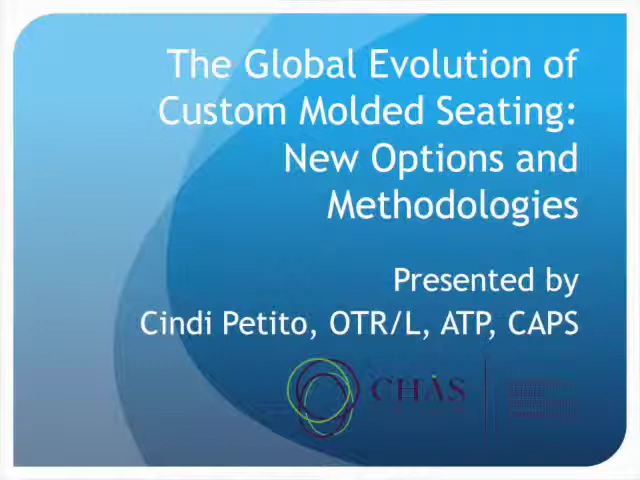 The Global Evolution of
Custom Molded Seating:
New Options and
Methodologies
Presented by
Cindi Petito, OTR/L, ATP, CAPS
CHAS